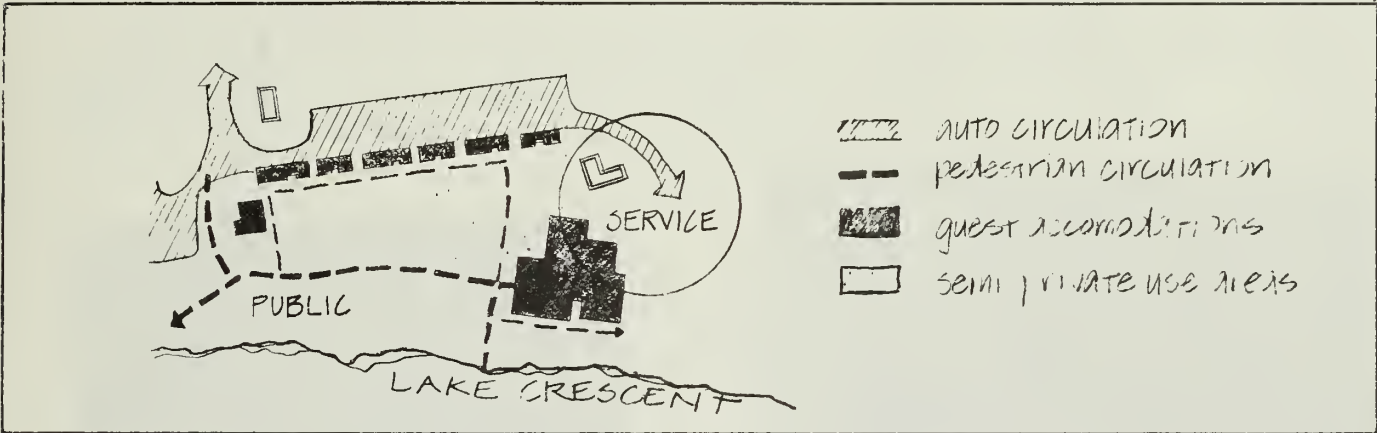 auto circulation
pedestrian circulation
guest accomodations
SERVICE
semi private use areas
PUBLIC
LAKE CRESCENT